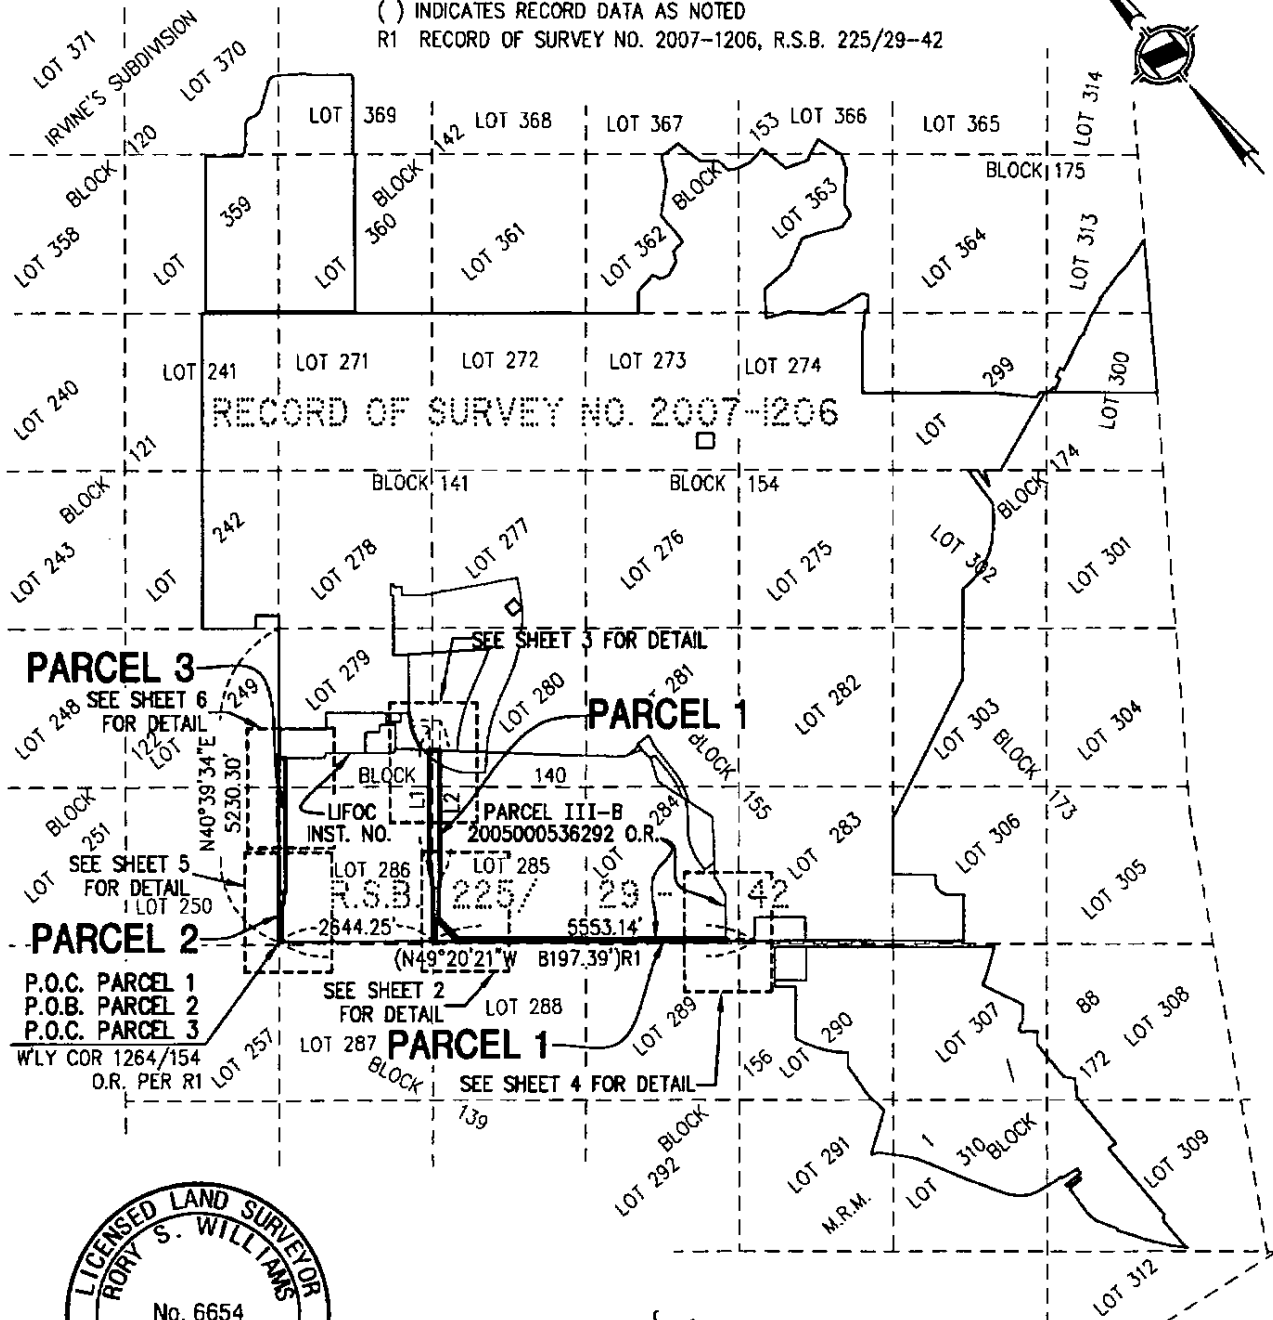 ( ) INDICATES RECORD DATA AS NOTED
R1 RECORD OF SURVEY NO. 2007-1206, R.S.B. 225/29-42
LOT 371
IRVINE'S SUBDIVISION
LOT 370
LOT 369
LOT 368
LOT 367
LOT 366
LOT 365
LOT 314
BLOCK 120
BLOCK 142
BLOCK 153
BLOCK 175
LOT 358
LOT 359
LOT 360
LOT 361
LOT 362
LOT 363
LOT 364
LOT 313
LOT 240
LOT 241
LOT 271
LOT 272
LOT 273
LOT 274
LOT 299
LOT 300
RECORD OF SURVEY NO. 2007-1206
BLOCK 121
BLOCK 141
BLOCK 154
BLOCK 174
LOT 243
LOT 242
LOT 278
LOT 277
LOT 276
LOT 275
LOT 302
LOT 301
SEE SHEET 3 FOR DETAIL
PARCEL 3
SEE SHEET 6
FOR DETAIL
LOT 248
LOT 249
LOT 279
LOT 280
LOT 281
LOT 282
LOT 303
LOT 304
PARCEL 1
BLOCK 122
N40°39'34"E
5230.30'
BLOCK 140
BLOCK 155
BLOCK 173
L1
L2
LIFOC
INST. NO.
PARCEL III-B
2005000536292 O.R.
LOT 251
SEE SHEET 5
FOR DETAIL
LOT 250
LOT 286
LOT 285
LOT 284
LOT 283
LOT 306
LOT 305
R.S.B. 225/ 29 - 42
PARCEL 2
2644.25'
5553.14'
(N49°20'21"W 8197.39')R1
P.O.C. PARCEL 1
P.O.B. PARCEL 2
P.O.C. PARCEL 3
W'LY COR 1264/154
O.R. PER R1
SEE SHEET 2
FOR DETAIL
LOT 257
LOT 287
LOT 288
LOT 289
LOT 290
LOT 307
88
LOT 308
PARCEL 1
SEE SHEET 4 FOR DETAIL
BLOCK 139
BLOCK 156
BLOCK 172
LOT 292
LOT 291
M.R.M.
1
LOT 310
LOT 309
LOT 312
LICENSED LAND SURVEYOR
RORY S. WILLIAMS
No. 6654